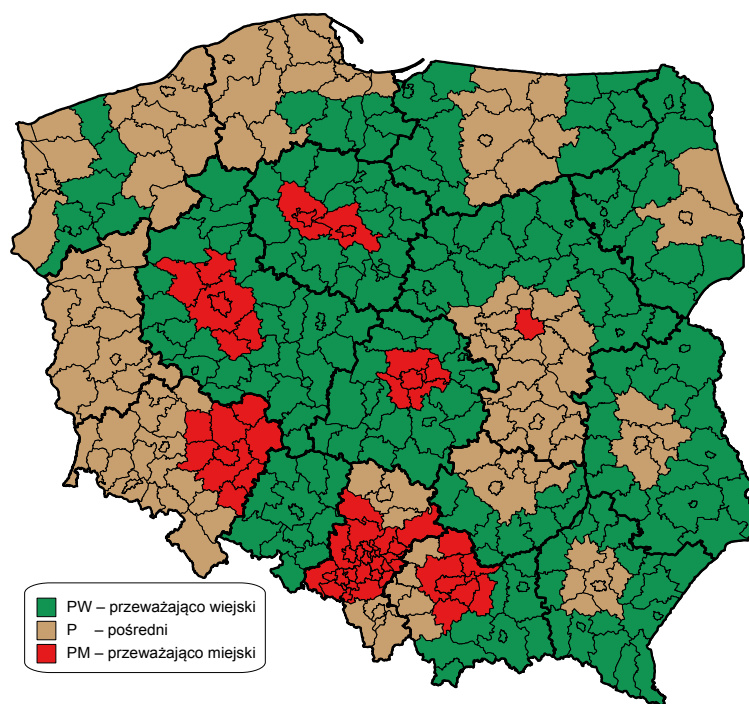 PW – przeważająco wiejski
P – pośredni
PM – przeważająco miejski